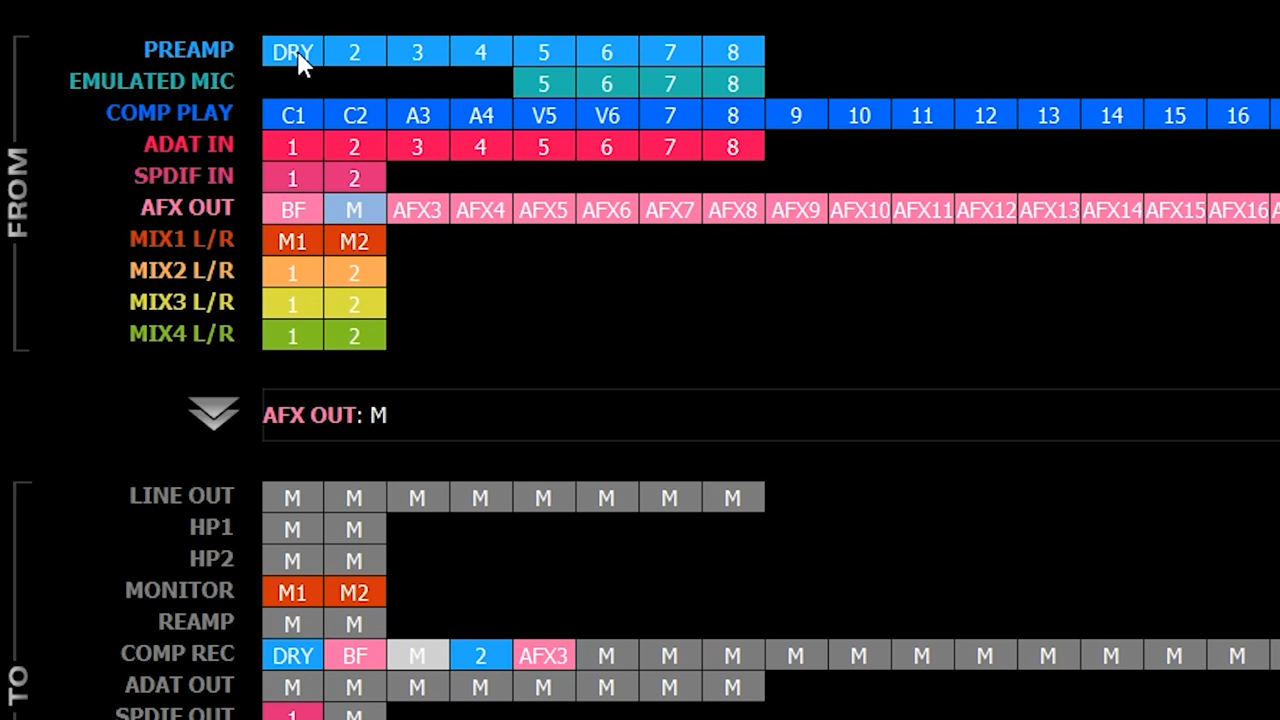 FROM
PREAMP DRY 2 3 4 5 6 7 8
EMULATED MIC 5 6 7 8
COMP PLAY C1 C2 A3 A4 V5 V6 7 8 9 10 11 12 13 14 15 16
ADAT IN 1 2 3 4 5 6 7 8
SPDIF IN 1 2
AFX OUT BF M AFX3 AFX4 AFX5 AFX6 AFX7 AFX8 AFX9 AFX10 AFX11 AFX12 AFX13 AFX14 AFX15 AFX16
MIX1 L/R M1 M2
MIX2 L/R 1 2
MIX3 L/R 1 2
MIX4 L/R 1 2
AFX OUT: M
TO
LINE OUT M M M M M M M M
HP1 M M
HP2 M M
MONITOR M1 M2
REAMP M M
COMP REC DRY BF M 2 AFX3 M M M M M M M M M M M
ADAT OUT M M M M M M M M
SPDIF OUT 1 M